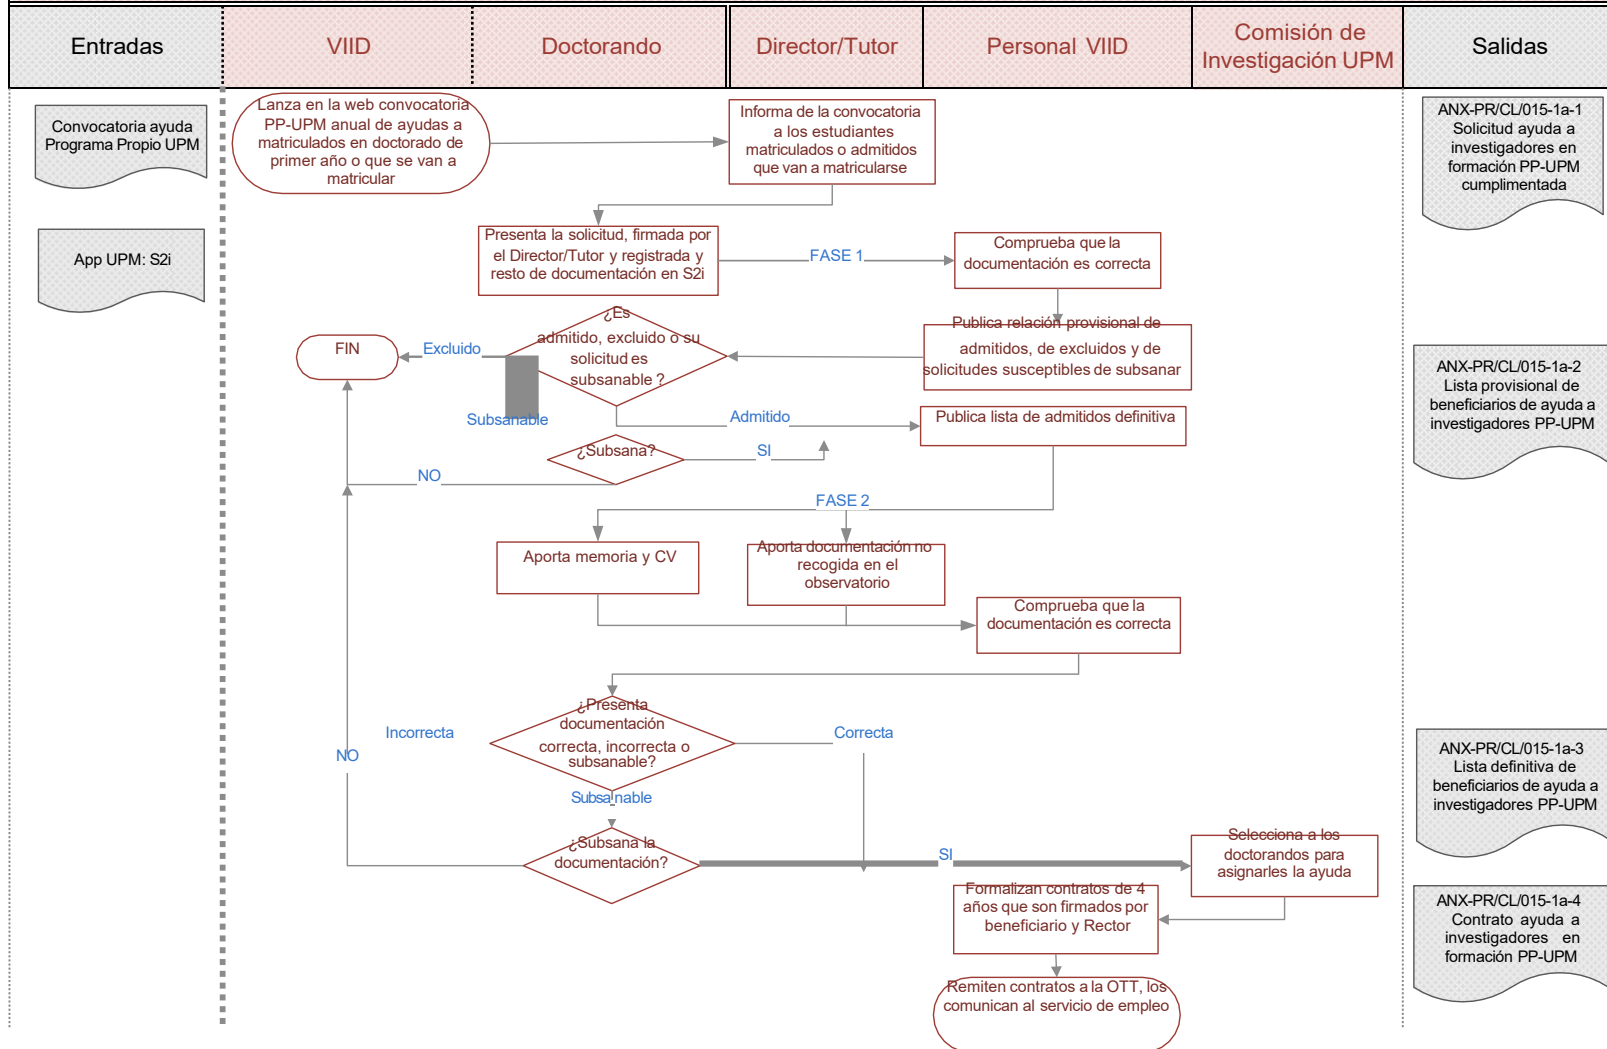 Entradas
VIID
Doctorando
Director/Tutor
Personal VIID
Comisión de
Investigación UPM
Salidas
Convocatoria ayuda
Programa Propio UPM
Lanza en la web convocatoria
PP-UPM anual de ayudas a
matriculados en doctorado de
primer año o que se van a
matricular
Informa de la convocatoria
a los estudiantes
matriculados o admitidos
que van a matricularse
ANX-PR/CL/015-1a-1
Solicitud ayuda a
investigadores en
formación PP-UPM
cumplimentada
App UPM: S2i
Presenta la solicitud, firmada por
el Director/Tutor y registrada y
resto de documentación en S2i
FASE 1
Comprueba que la
documentación es correcta
¿Es
admitido, excluido o su
solicitud es
subsanable ?
Publica relación provisional de
admitidos, de excluidos y de
solicitudes susceptibles de subsanar
FIN
Excluido
Subsanable
Admitido
Publica lista de admitidos definitiva
ANX-PR/CL/015-1a-2
Lista provisional de
beneficiarios de ayuda a
investigadores PP-UPM
¿Subsana?
SI
NO
FASE 2
Aporta memoria y CV
Aporta documentación no
recogida en el
observatorio
Comprueba que la
documentación es correcta
¿Presenta
documentación
correcta, incorrecta o
subsanable?
Incorrecta
Correcta
NO
Subsanable
ANX-PR/CL/015-1a-3
Lista definitiva de
beneficiarios de ayuda a
investigadores PP-UPM
¿Subsana la
documentación?
SI
Selecciona a los
doctorandos para
asignarles la ayuda
Formalizan contratos de 4
años que son firmados por
beneficiario y Rector
ANX-PR/CL/015-1a-4
Contrato ayuda a
investigadores en
formación PP-UPM
Remiten contratos a la OTT, los
comunican al servicio de empleo